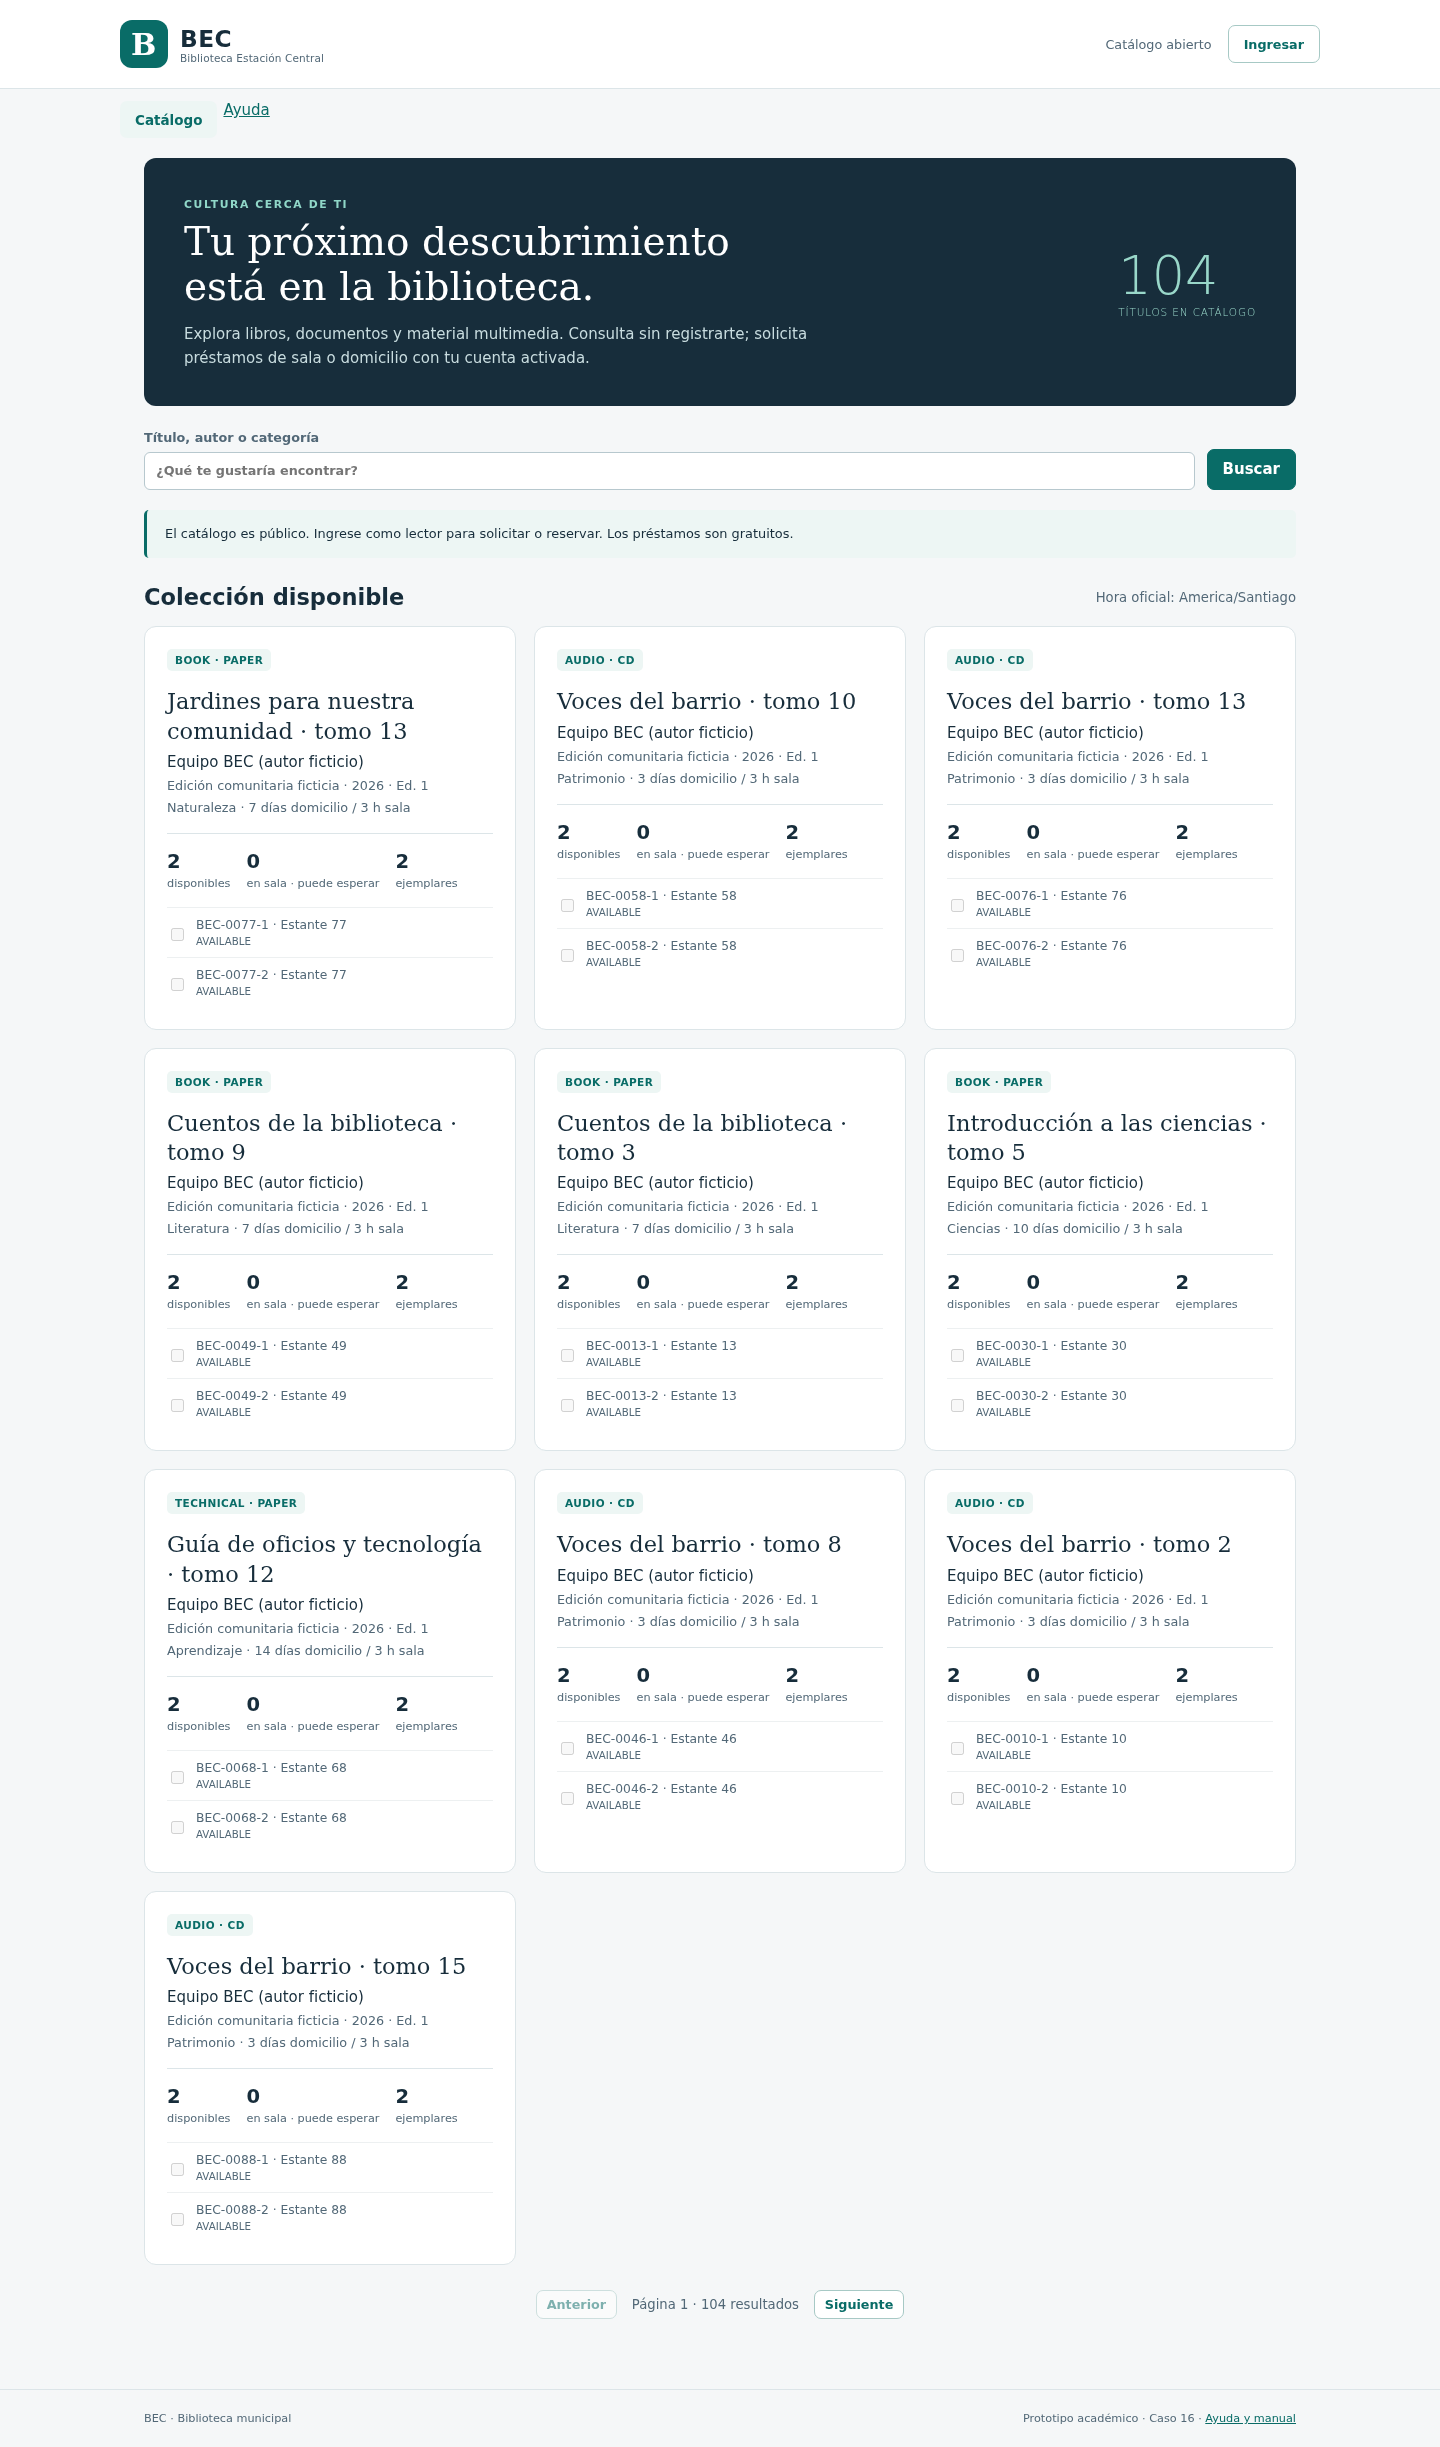 B
BEC
Biblioteca Estación Central
Catálogo abierto
Ingresar
Catálogo
Ayuda
CULTURA CERCA DE TI
Tu próximo descubrimiento
está en la biblioteca.
Explora libros, documentos y material multimedia. Consulta sin registrarte; solicita
préstamos de sala o domicilio con tu cuenta activada.
104
TÍTULOS EN CATÁLOGO
Título, autor o categoría
¿Qué te gustaría encontrar?
Buscar
El catálogo es público. Ingrese como lector para solicitar o reservar. Los préstamos son gratuitos.
Colección disponible
Hora oficial: America/Santiago
BOOK · PAPER
Jardines para nuestra
comunidad · tomo 13
Equipo BEC (autor ficticio)
Edición comunitaria ficticia · 2026 · Ed. 1
Naturaleza · 7 días domicilio / 3 h sala
2 0 2
disponibles en sala · puede esperar ejemplares
BEC-0077-1 · Estante 77
AVAILABLE
BEC-0077-2 · Estante 77
AVAILABLE
AUDIO · CD
Voces del barrio · tomo 10
Equipo BEC (autor ficticio)
Edición comunitaria ficticia · 2026 · Ed. 1
Patrimonio · 3 días domicilio / 3 h sala
2 0 2
disponibles en sala · puede esperar ejemplares
BEC-0058-1 · Estante 58
AVAILABLE
BEC-0058-2 · Estante 58
AVAILABLE
AUDIO · CD
Voces del barrio · tomo 13
Equipo BEC (autor ficticio)
Edición comunitaria ficticia · 2026 · Ed. 1
Patrimonio · 3 días domicilio / 3 h sala
2 0 2
disponibles en sala · puede esperar ejemplares
BEC-0076-1 · Estante 76
AVAILABLE
BEC-0076-2 · Estante 76
AVAILABLE
BOOK · PAPER
Cuentos de la biblioteca ·
tomo 9
Equipo BEC (autor ficticio)
Edición comunitaria ficticia · 2026 · Ed. 1
Literatura · 7 días domicilio / 3 h sala
2 0 2
disponibles en sala · puede esperar ejemplares
BEC-0049-1 · Estante 49
AVAILABLE
BEC-0049-2 · Estante 49
AVAILABLE
BOOK · PAPER
Cuentos de la biblioteca ·
tomo 3
Equipo BEC (autor ficticio)
Edición comunitaria ficticia · 2026 · Ed. 1
Literatura · 7 días domicilio / 3 h sala
2 0 2
disponibles en sala · puede esperar ejemplares
BEC-0013-1 · Estante 13
AVAILABLE
BEC-0013-2 · Estante 13
AVAILABLE
BOOK · PAPER
Introducción a las ciencias ·
tomo 5
Equipo BEC (autor ficticio)
Edición comunitaria ficticia · 2026 · Ed. 1
Ciencias · 10 días domicilio / 3 h sala
2 0 2
disponibles en sala · puede esperar ejemplares
BEC-0030-1 · Estante 30
AVAILABLE
BEC-0030-2 · Estante 30
AVAILABLE
TECHNICAL · PAPER
Guía de oficios y tecnología
· tomo 12
Equipo BEC (autor ficticio)
Edición comunitaria ficticia · 2026 · Ed. 1
Aprendizaje · 14 días domicilio / 3 h sala
2 0 2
disponibles en sala · puede esperar ejemplares
BEC-0068-1 · Estante 68
AVAILABLE
BEC-0068-2 · Estante 68
AVAILABLE
AUDIO · CD
Voces del barrio · tomo 8
Equipo BEC (autor ficticio)
Edición comunitaria ficticia · 2026 · Ed. 1
Patrimonio · 3 días domicilio / 3 h sala
2 0 2
disponibles en sala · puede esperar ejemplares
BEC-0046-1 · Estante 46
AVAILABLE
BEC-0046-2 · Estante 46
AVAILABLE
AUDIO · CD
Voces del barrio · tomo 2
Equipo BEC (autor ficticio)
Edición comunitaria ficticia · 2026 · Ed. 1
Patrimonio · 3 días domicilio / 3 h sala
2 0 2
disponibles en sala · puede esperar ejemplares
BEC-0010-1 · Estante 10
AVAILABLE
BEC-0010-2 · Estante 10
AVAILABLE
AUDIO · CD
Voces del barrio · tomo 15
Equipo BEC (autor ficticio)
Edición comunitaria ficticia · 2026 · Ed. 1
Patrimonio · 3 días domicilio / 3 h sala
2 0 2
disponibles en sala · puede esperar ejemplares
BEC-0088-1 · Estante 88
AVAILABLE
BEC-0088-2 · Estante 88
AVAILABLE
Anterior
Página 1 · 104 resultados
Siguiente
BEC · Biblioteca municipal
Prototipo académico · Caso 16 · Ayuda y manual